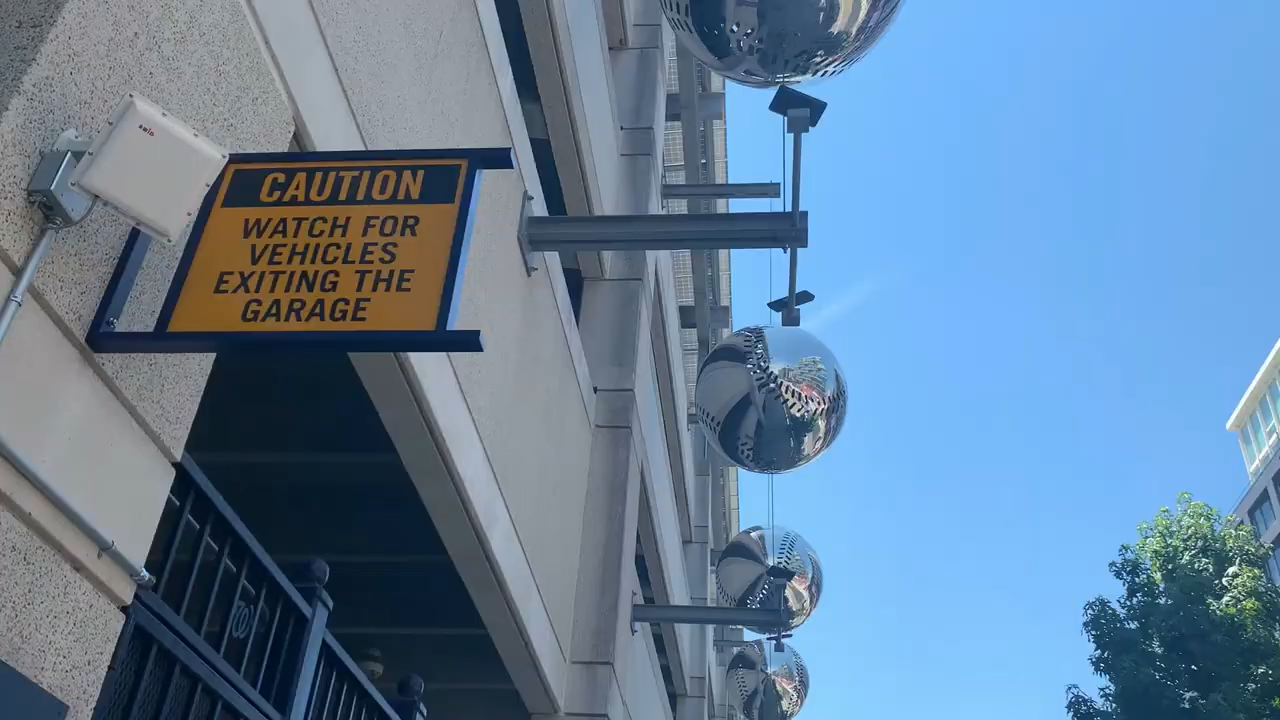 CAUTION
WATCH FOR
VEHICLES
EXITING THE
GARAGE